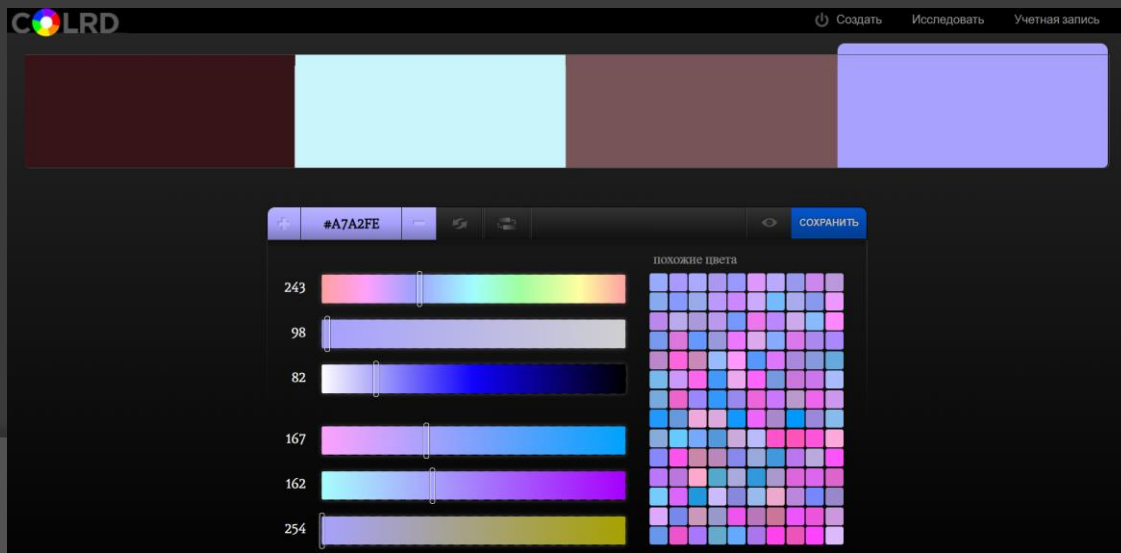 COLRD
Создать Исследовать Учетная запись
#A7A2FE
СОХРАНИТЬ
похожие цвета
243
98
82
167
162
254